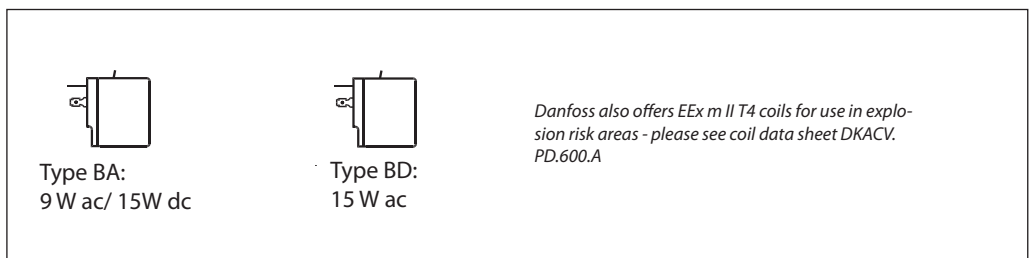 Type BA:
9 W ac/ 15W dc
Type BD:
15 W ac
Danfoss also offers EEx m II T4 coils for use in explo-
sion risk areas - please see coil data sheet DKACV.
PD.600.A